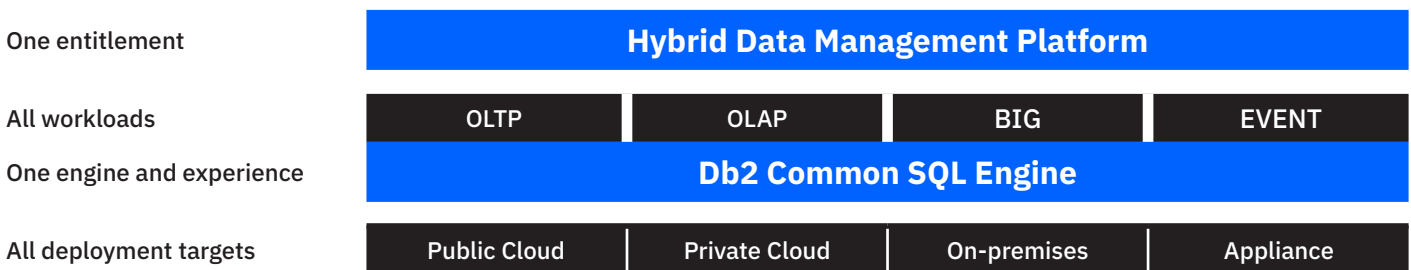 One entitlement Hybrid Data Management Platform
All workloads OLTP OLAP BIG EVENT
One engine and experience Db2 Common SQL Engine
All deployment targets Public Cloud Private Cloud On-premises Appliance